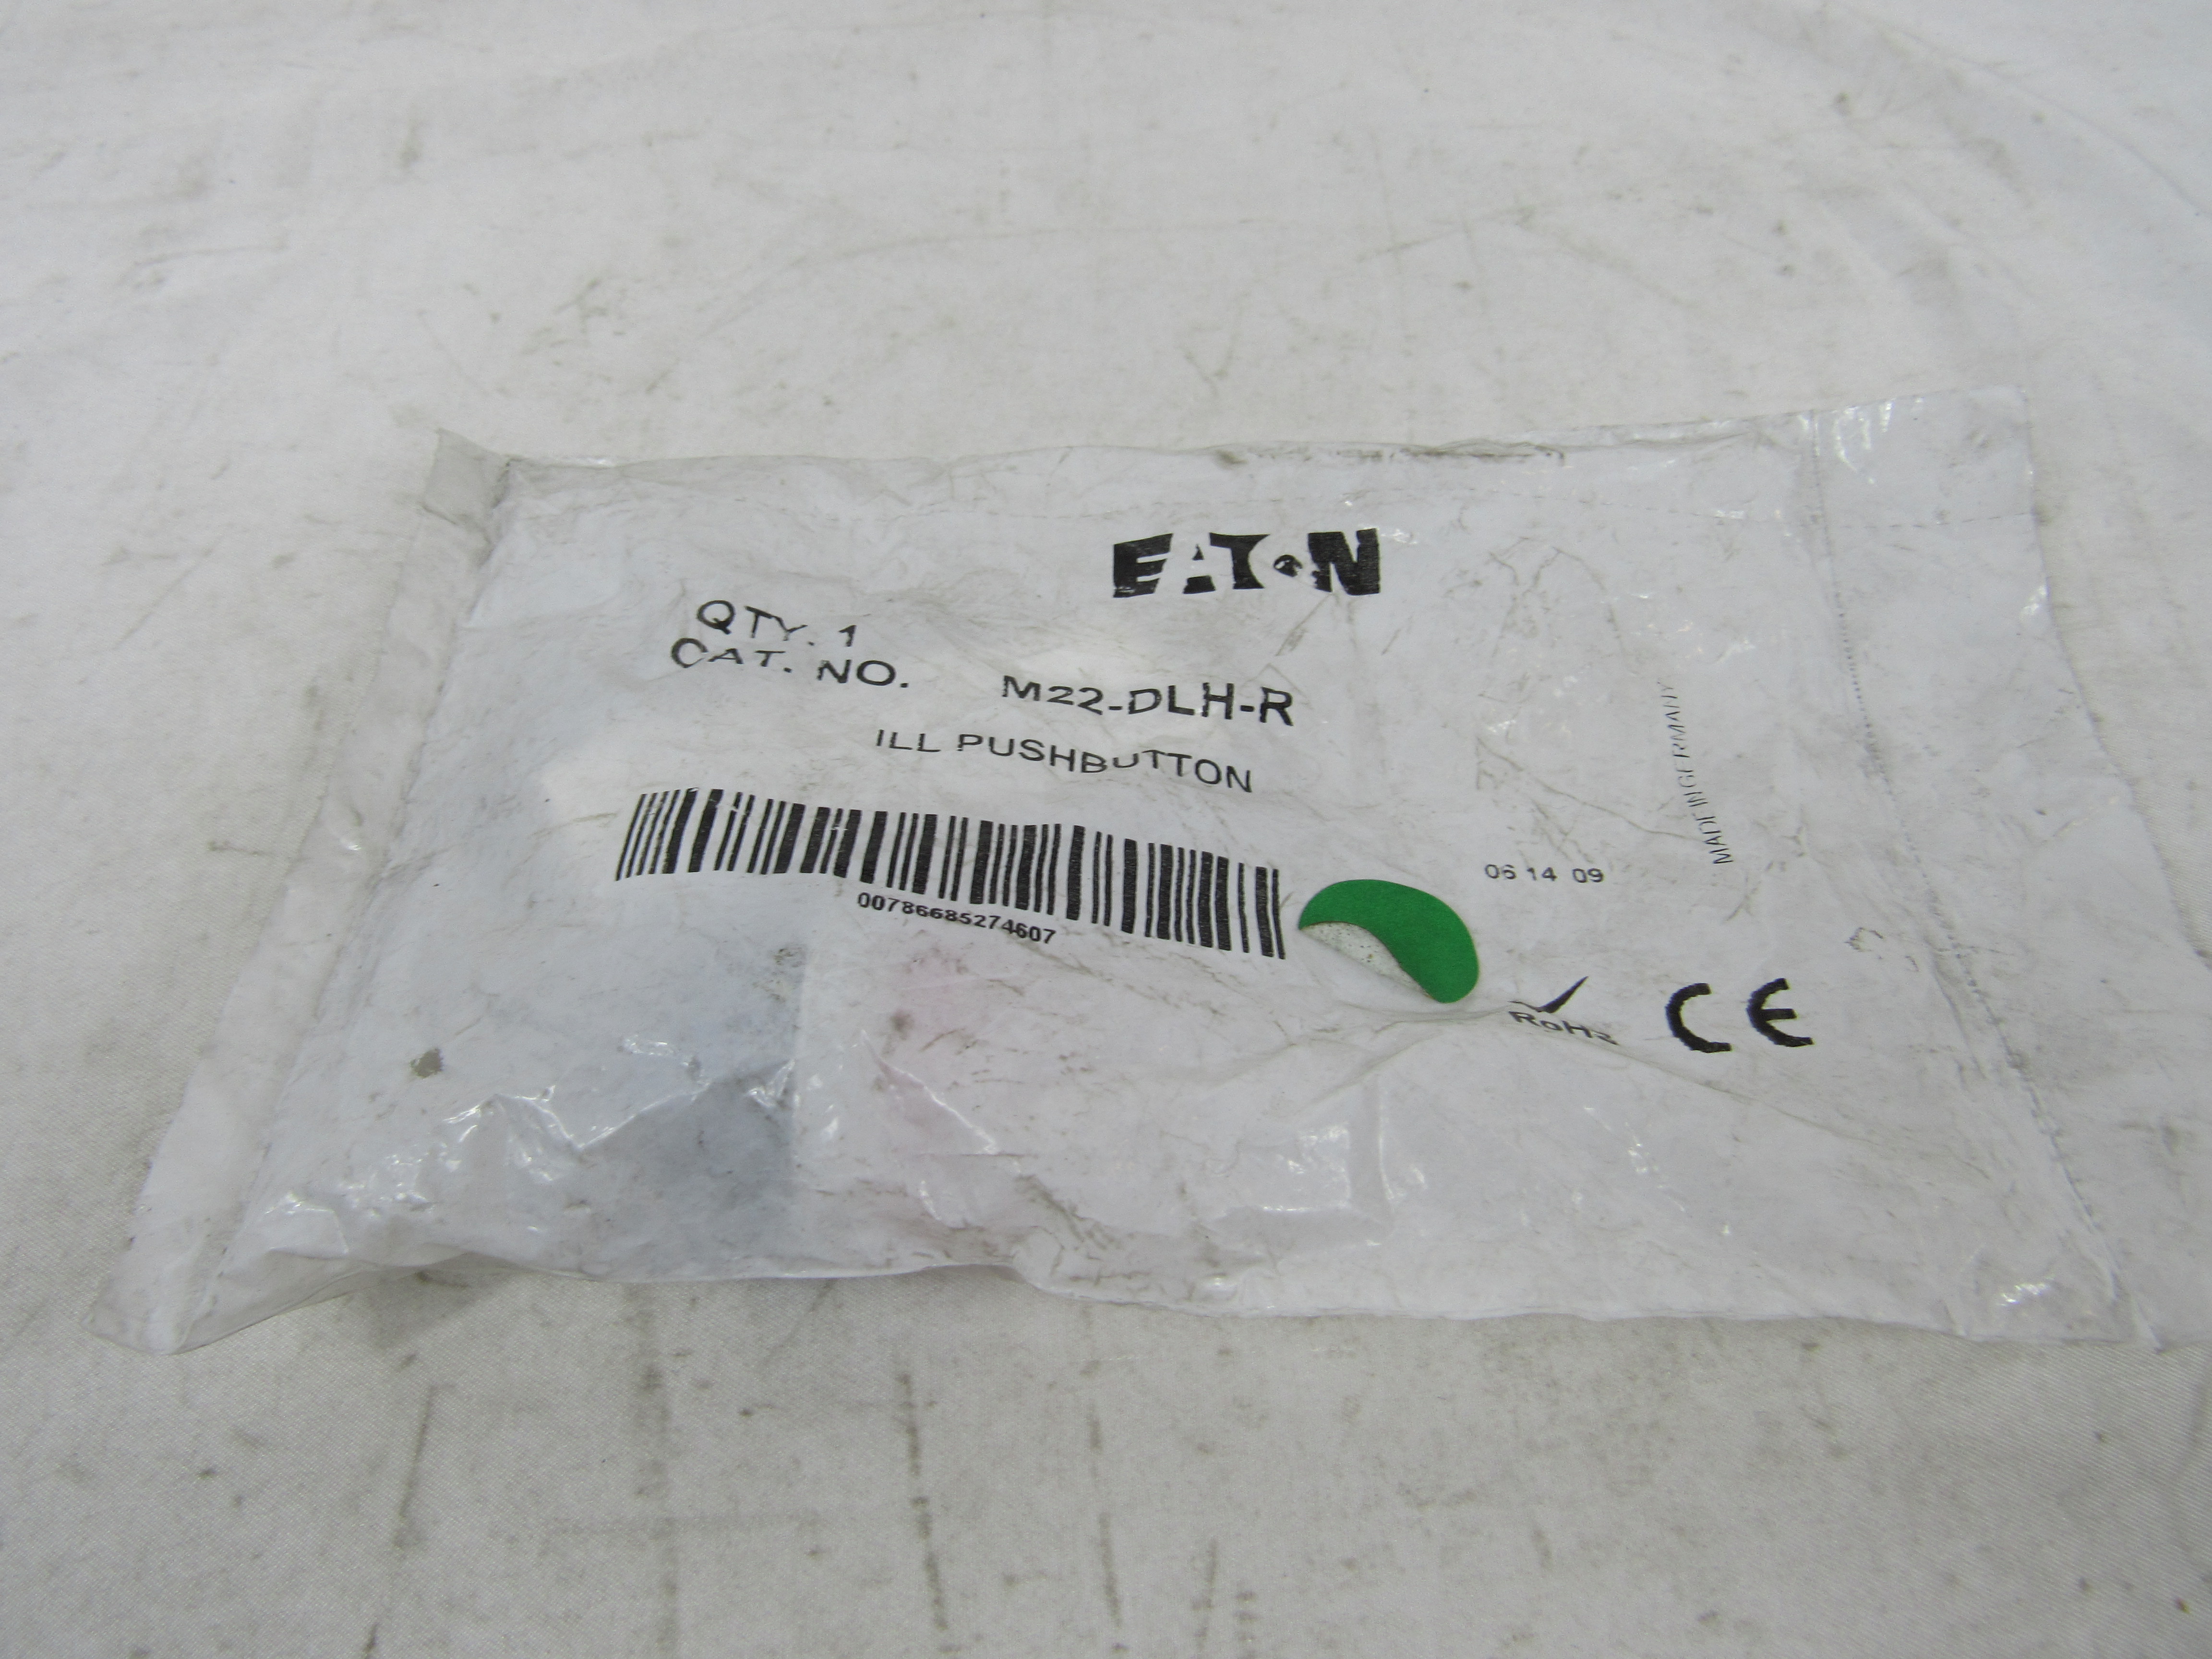 EATON
QTY. 1
CAT. NO. M22-DLH-R
ILL PUSHBUTTON
00786685274607
MADE IN GERMANY
06 14 09
RoHs
CE